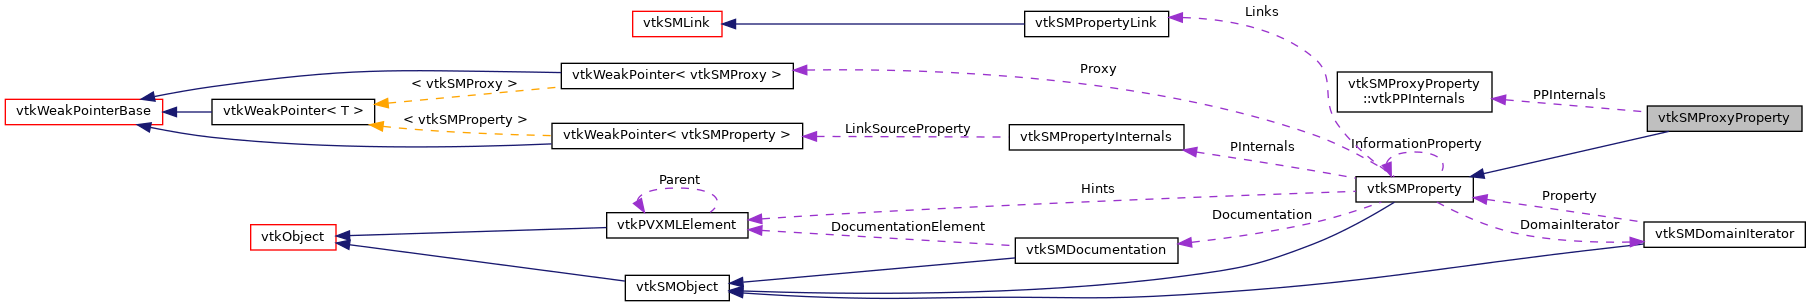 Links
vtkSMLink
vtkSMPropertyLink
vtkWeakPointer< vtkSMProxy >
Proxy
< vtkSMProxy >
vtkSMProxyProperty
::vtkPPInternals
PPInternals
vtkWeakPointerBase
vtkWeakPointer< T >
vtkSMProxyProperty
< vtkSMProperty >
vtkWeakPointer< vtkSMProperty >
LinkSourceProperty
vtkSMPropertyInternals
PInternals
InformationProperty
Parent
Hints
vtkSMProperty
Property
vtkPVXMLElement
Documentation
DocumentationElement
DomainIterator
vtkObject
vtkSMDocumentation
vtkSMDomainIterator
vtkSMObject